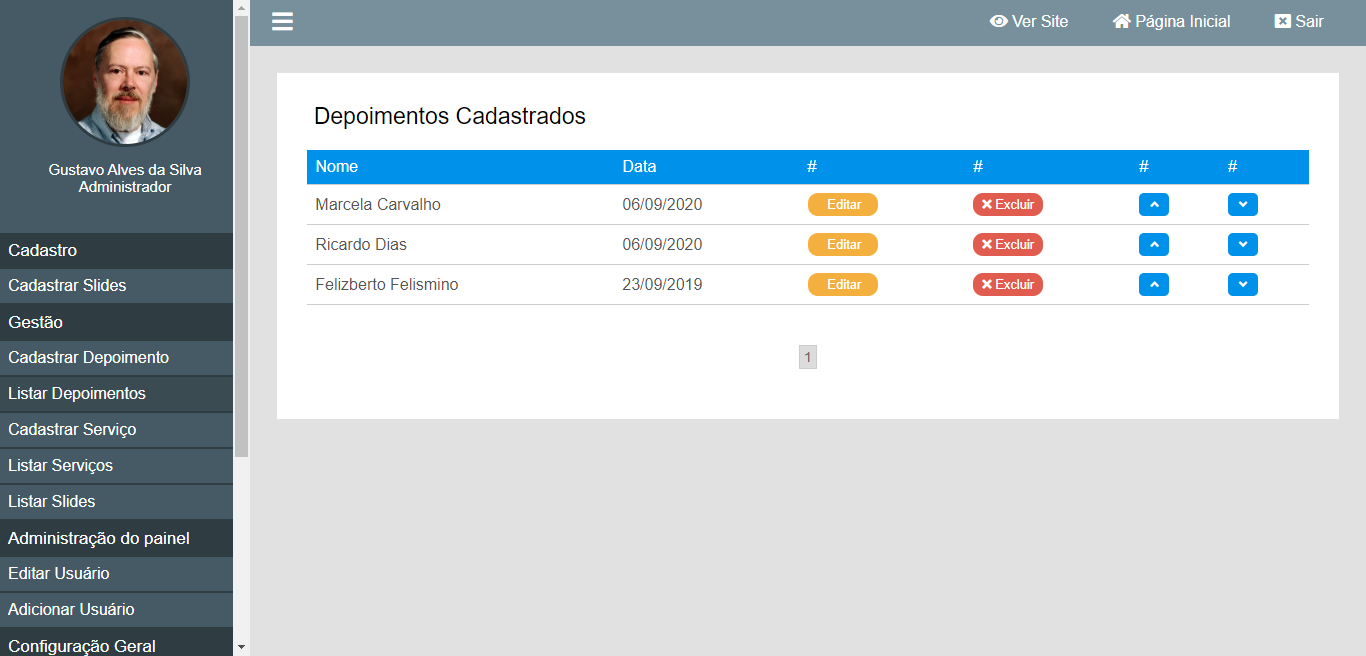 Ver Site
Página Inicial
Sair
Gustavo Alves da Silva
Administrador
Cadastro
Cadastrar Slides
Gestão
Cadastrar Depoimento
Listar Depoimentos
Cadastrar Serviço
Listar Serviços
Listar Slides
Administração do painel
Editar Usuário
Adicionar Usuário
Configuração Geral
Depoimentos Cadastrados
Nome Data # # # #
Marcela Carvalho 06/09/2020 Editar Excluir
Ricardo Dias 06/09/2020 Editar Excluir
Felizberto Felismino 23/09/2019 Editar Excluir
1